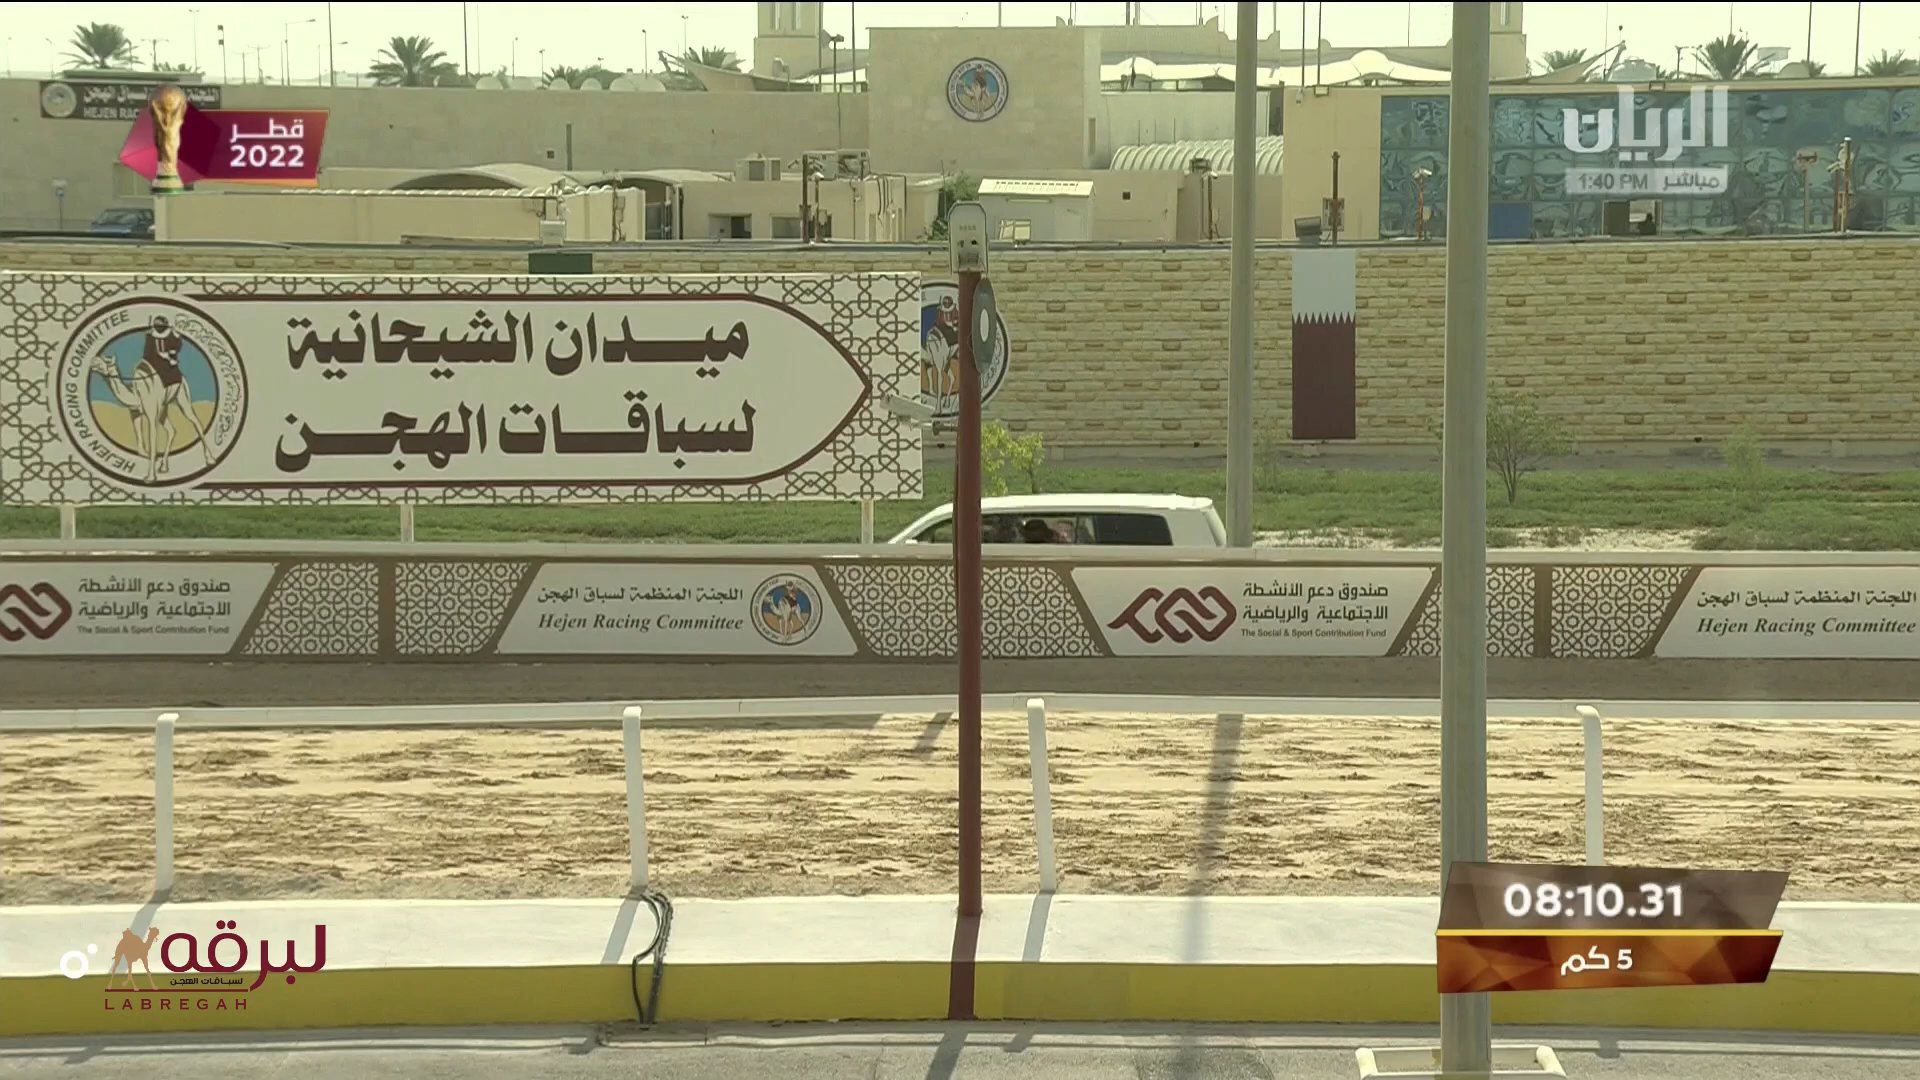 لجنة سباق الهجن
قطر
2022
الريان
مباشر 1:40 PM
HEJEN RACING COMMITTEE
ميدان الشيحانية
لسباقات الهجن
صندوق دعم الأنشطة
الاجتماعية والرياضية
The Social & Sport Contribution Fund
اللجنة المنظمة لسباق الهجن
Hejen Racing Committee
صندوق دعم الأنشطة
الاجتماعية والرياضية
The Social & Sport Contribution Fund
اللجنة المنظمة لسباق الهجن
Hejen Racing Committee
08:10.31
5 كم
لبرقه
لسباقات الهجن
LABREGAH